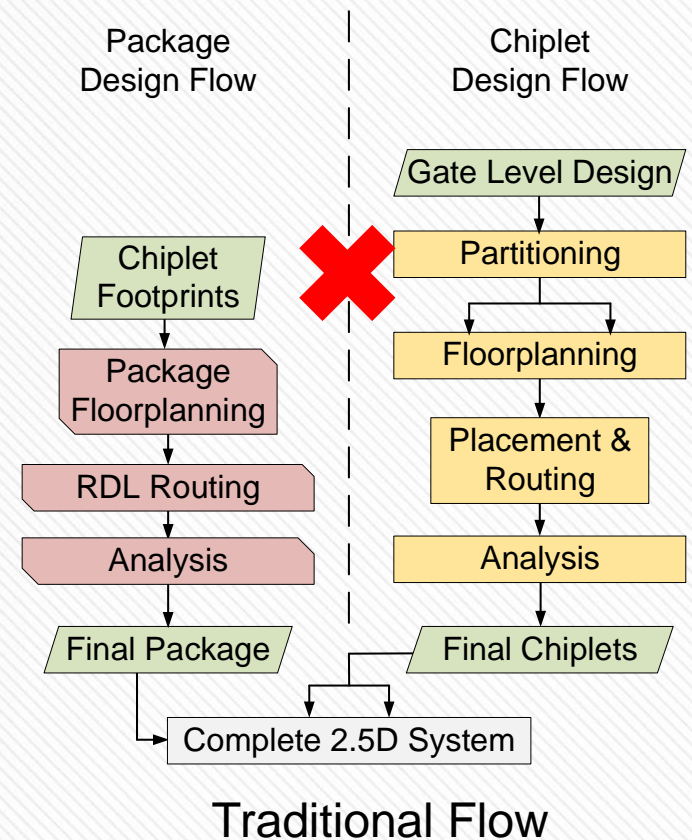 Package
Design Flow
Chiplet
Footprints
Package
Floorplanning
RDL Routing
Analysis
Final Package
Chiplet
Design Flow
Gate Level Design
Partitioning
Floorplanning
Placement &
Routing
Analysis
Final Chiplets
Complete 2.5D System
Traditional Flow